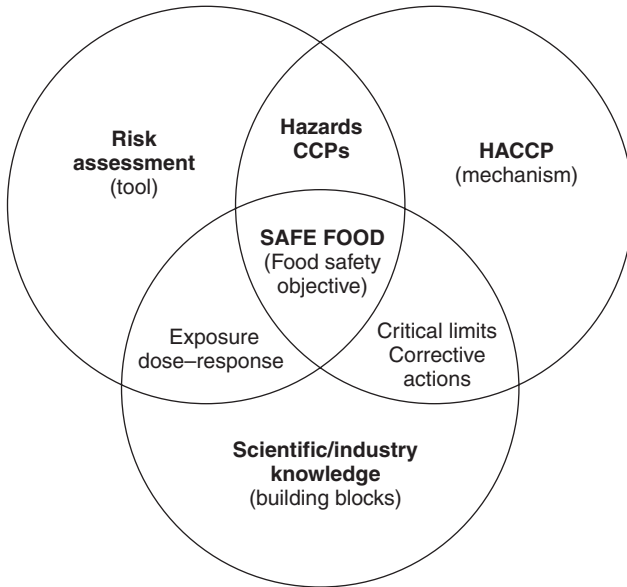 Risk
assessment
(tool)
Hazards
CCPs
HACCP
(mechanism)
SAFE FOOD
(Food safety
objective)
Exposure
dose–response
Critical limits
Corrective
actions
Scientific/industry
knowledge
(building blocks)